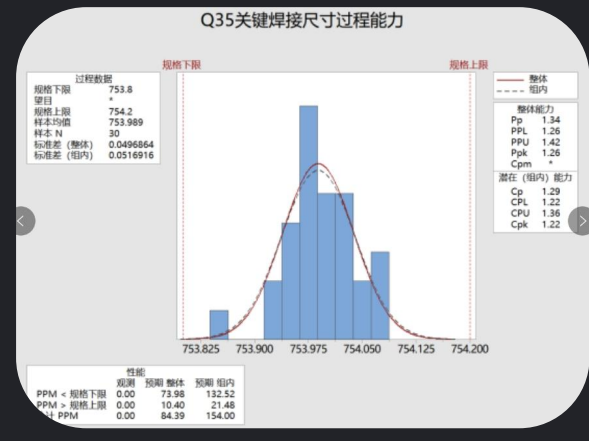 Q35关键焊接尺寸过程能力
规格下限
规格上限
过程数据
规格下限 753.8
望目 *
规格上限 754.2
样本均值 753.989
样本 N 30
标准差（整体） 0.0496864
标准差（组内） 0.0516916
整体
组内
整体能力
Pp 1.34
PPL 1.26
PPU 1.42
Ppk 1.26
Cpm *
潜在（组内）能力
Cp 1.29
CPL 1.22
CPU 1.36
Cpk 1.22
753.825 753.900 753.975 754.050 754.125 754.200
性能
观测 预期 整体 预期 组内
PPM < 规格下限 0.00 73.98 132.52
PPM > 规格上限 0.00 10.40 21.48
计 PPM 0.00 84.39 154.00